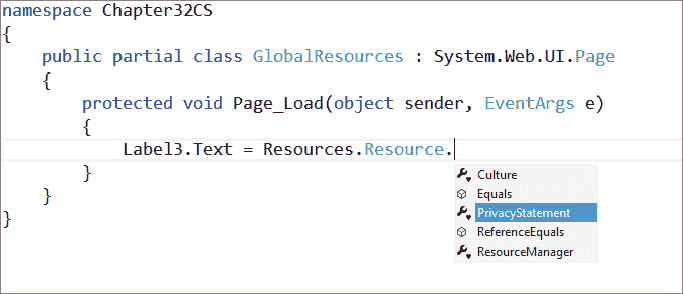 namespace Chapter32CS
{
public partial class GlobalResources : System.Web.UI.Page
{
protected void Page_Load(object sender, EventArgs e)
{
Label3.Text = Resources.Resource.
}
}
}
Culture
Equals
PrivacyStatement
ReferenceEquals
ResourceManager